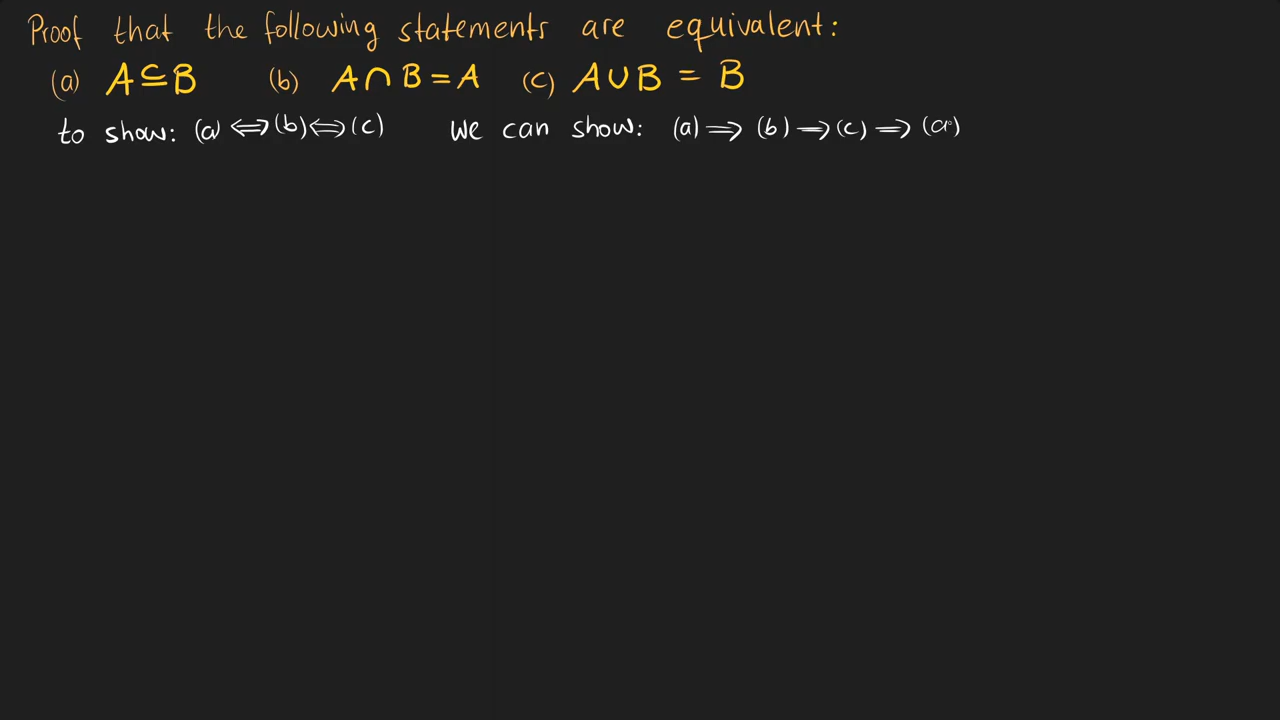 Proof that the following statements are equivalent:
(a) A⊆B (b) A∩B=A (c) A∪B = B
to show: (a) ⟺ (b) ⟺ (c) We can show: (a) ⟹ (b) ⟹ (c) ⟹ (a)